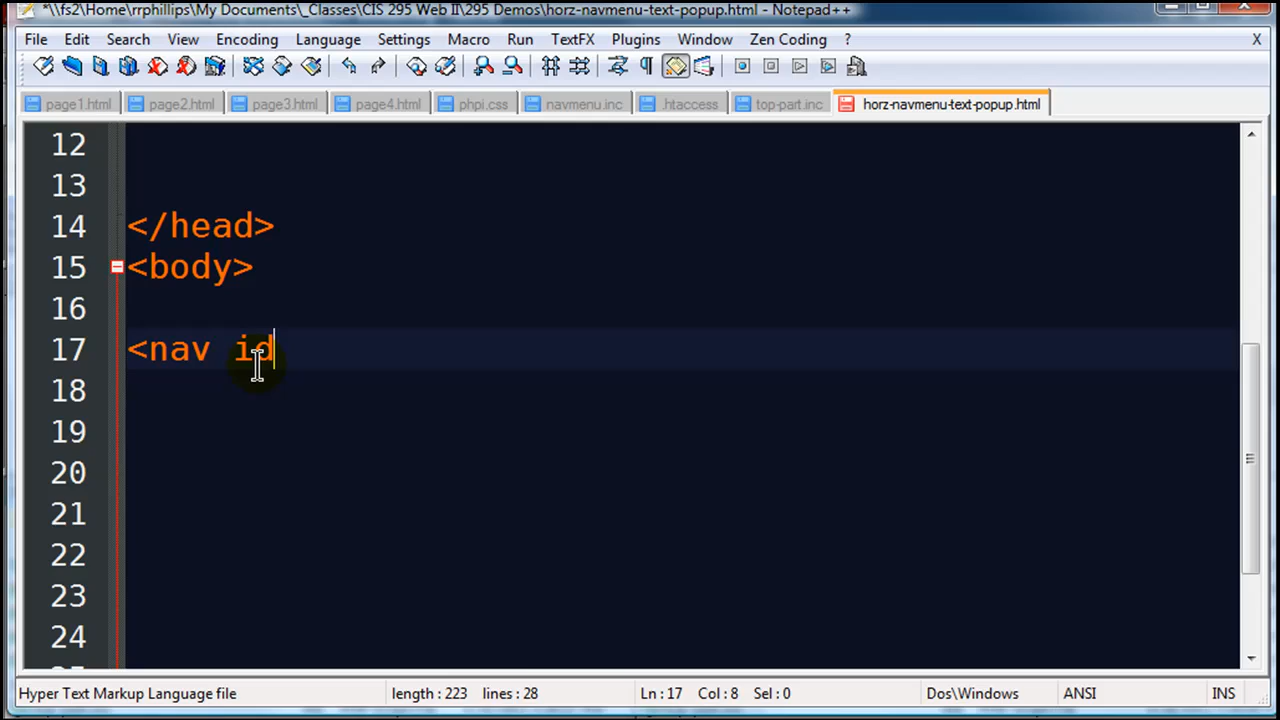 *\\fs2\Home\rrphillips\My Documents\_Classes\CIS 295 Web II\295 Demos\horz-navmenu-text-popup.html - Notepad++
File Edit Search View Encoding Language Settings Macro Run TextFX Plugins Window Zen Coding ? X
page1.html page2.html page3.html page4.html phpi.css navmenu.inc .htaccess top-part.inc horz-navmenu-text-popup.html
12
13
14 </head>
15 <body>
16
17 <nav id
18
19
20
21
22
23
24
Hyper Text Markup Language file length : 223 lines : 28 Ln : 17 Col : 8 Sel : 0 Dos\Windows ANSI INS